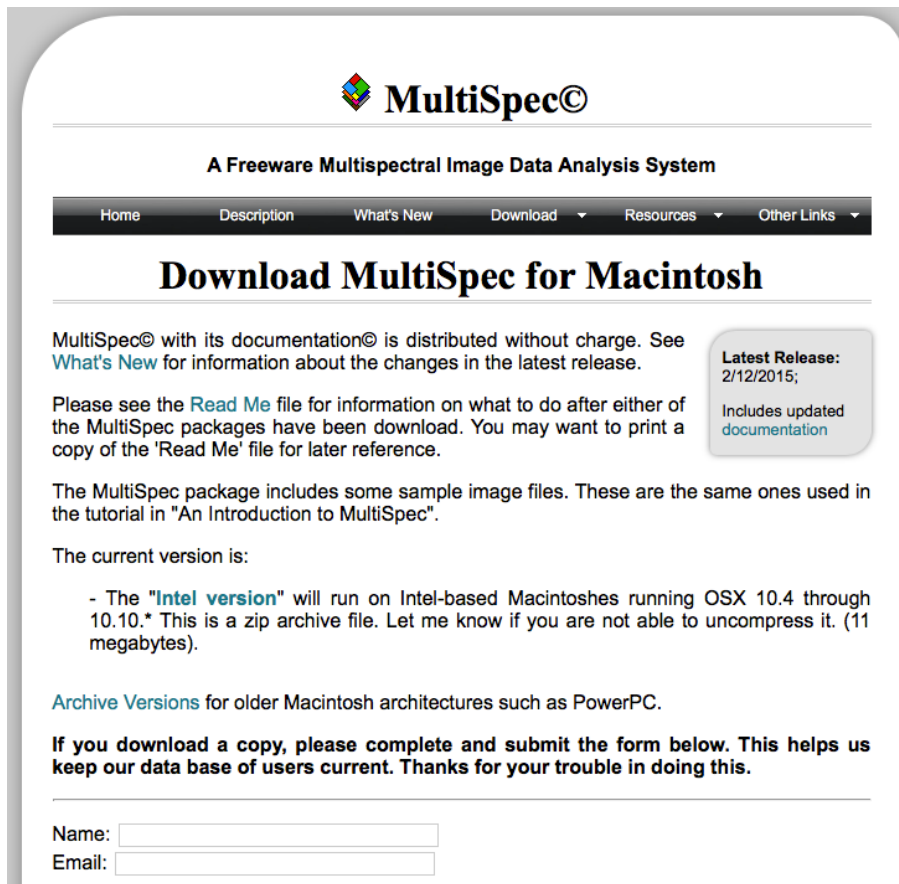 MultiSpec©
A Freeware Multispectral Image Data Analysis System
Home Description What's New Download Resources Other Links
Download MultiSpec for Macintosh
MultiSpec© with its documentation© is distributed without charge. See
What's New for information about the changes in the latest release.
Latest Release:
2/12/2015;
Includes updated
documentation
Please see the Read Me file for information on what to do after either of
the MultiSpec packages have been download. You may want to print a
copy of the 'Read Me' file for later reference.
The MultiSpec package includes some sample image files. These are the same ones used in
the tutorial in "An Introduction to MultiSpec".
The current version is:
- The "Intel version" will run on Intel-based Macintoshes running OSX 10.4 through
10.10.* This is a zip archive file. Let me know if you are not able to uncompress it. (11
megabytes).
Archive Versions for older Macintosh architectures such as PowerPC.
If you download a copy, please complete and submit the form below. This helps us
keep our data base of users current. Thanks for your trouble in doing this.
Name:
Email: